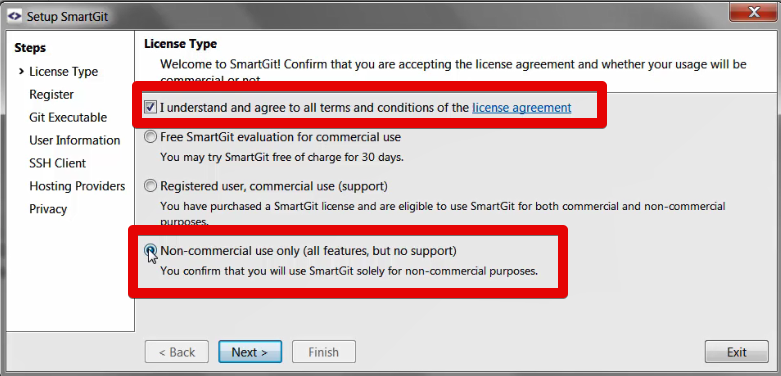 Setup SmartGit
Steps
License Type
Register
Git Executable
User Information
SSH Client
Hosting Providers
Privacy
License Type
Welcome to SmartGit! Confirm that you are accepting the license agreement and whether your usage will be
commercial or not.
I understand and agree to all terms and conditions of the license agreement
Free SmartGit evaluation for commercial use
You may try SmartGit free of charge for 30 days.
Registered user, commercial use (support)
You have purchased a SmartGit license and are eligible to use SmartGit for both commercial and non-commercial
purposes.
Non-commercial use only (all features, but no support)
You confirm that you will use SmartGit solely for non-commercial purposes.
< Back
Next >
Finish
Exit